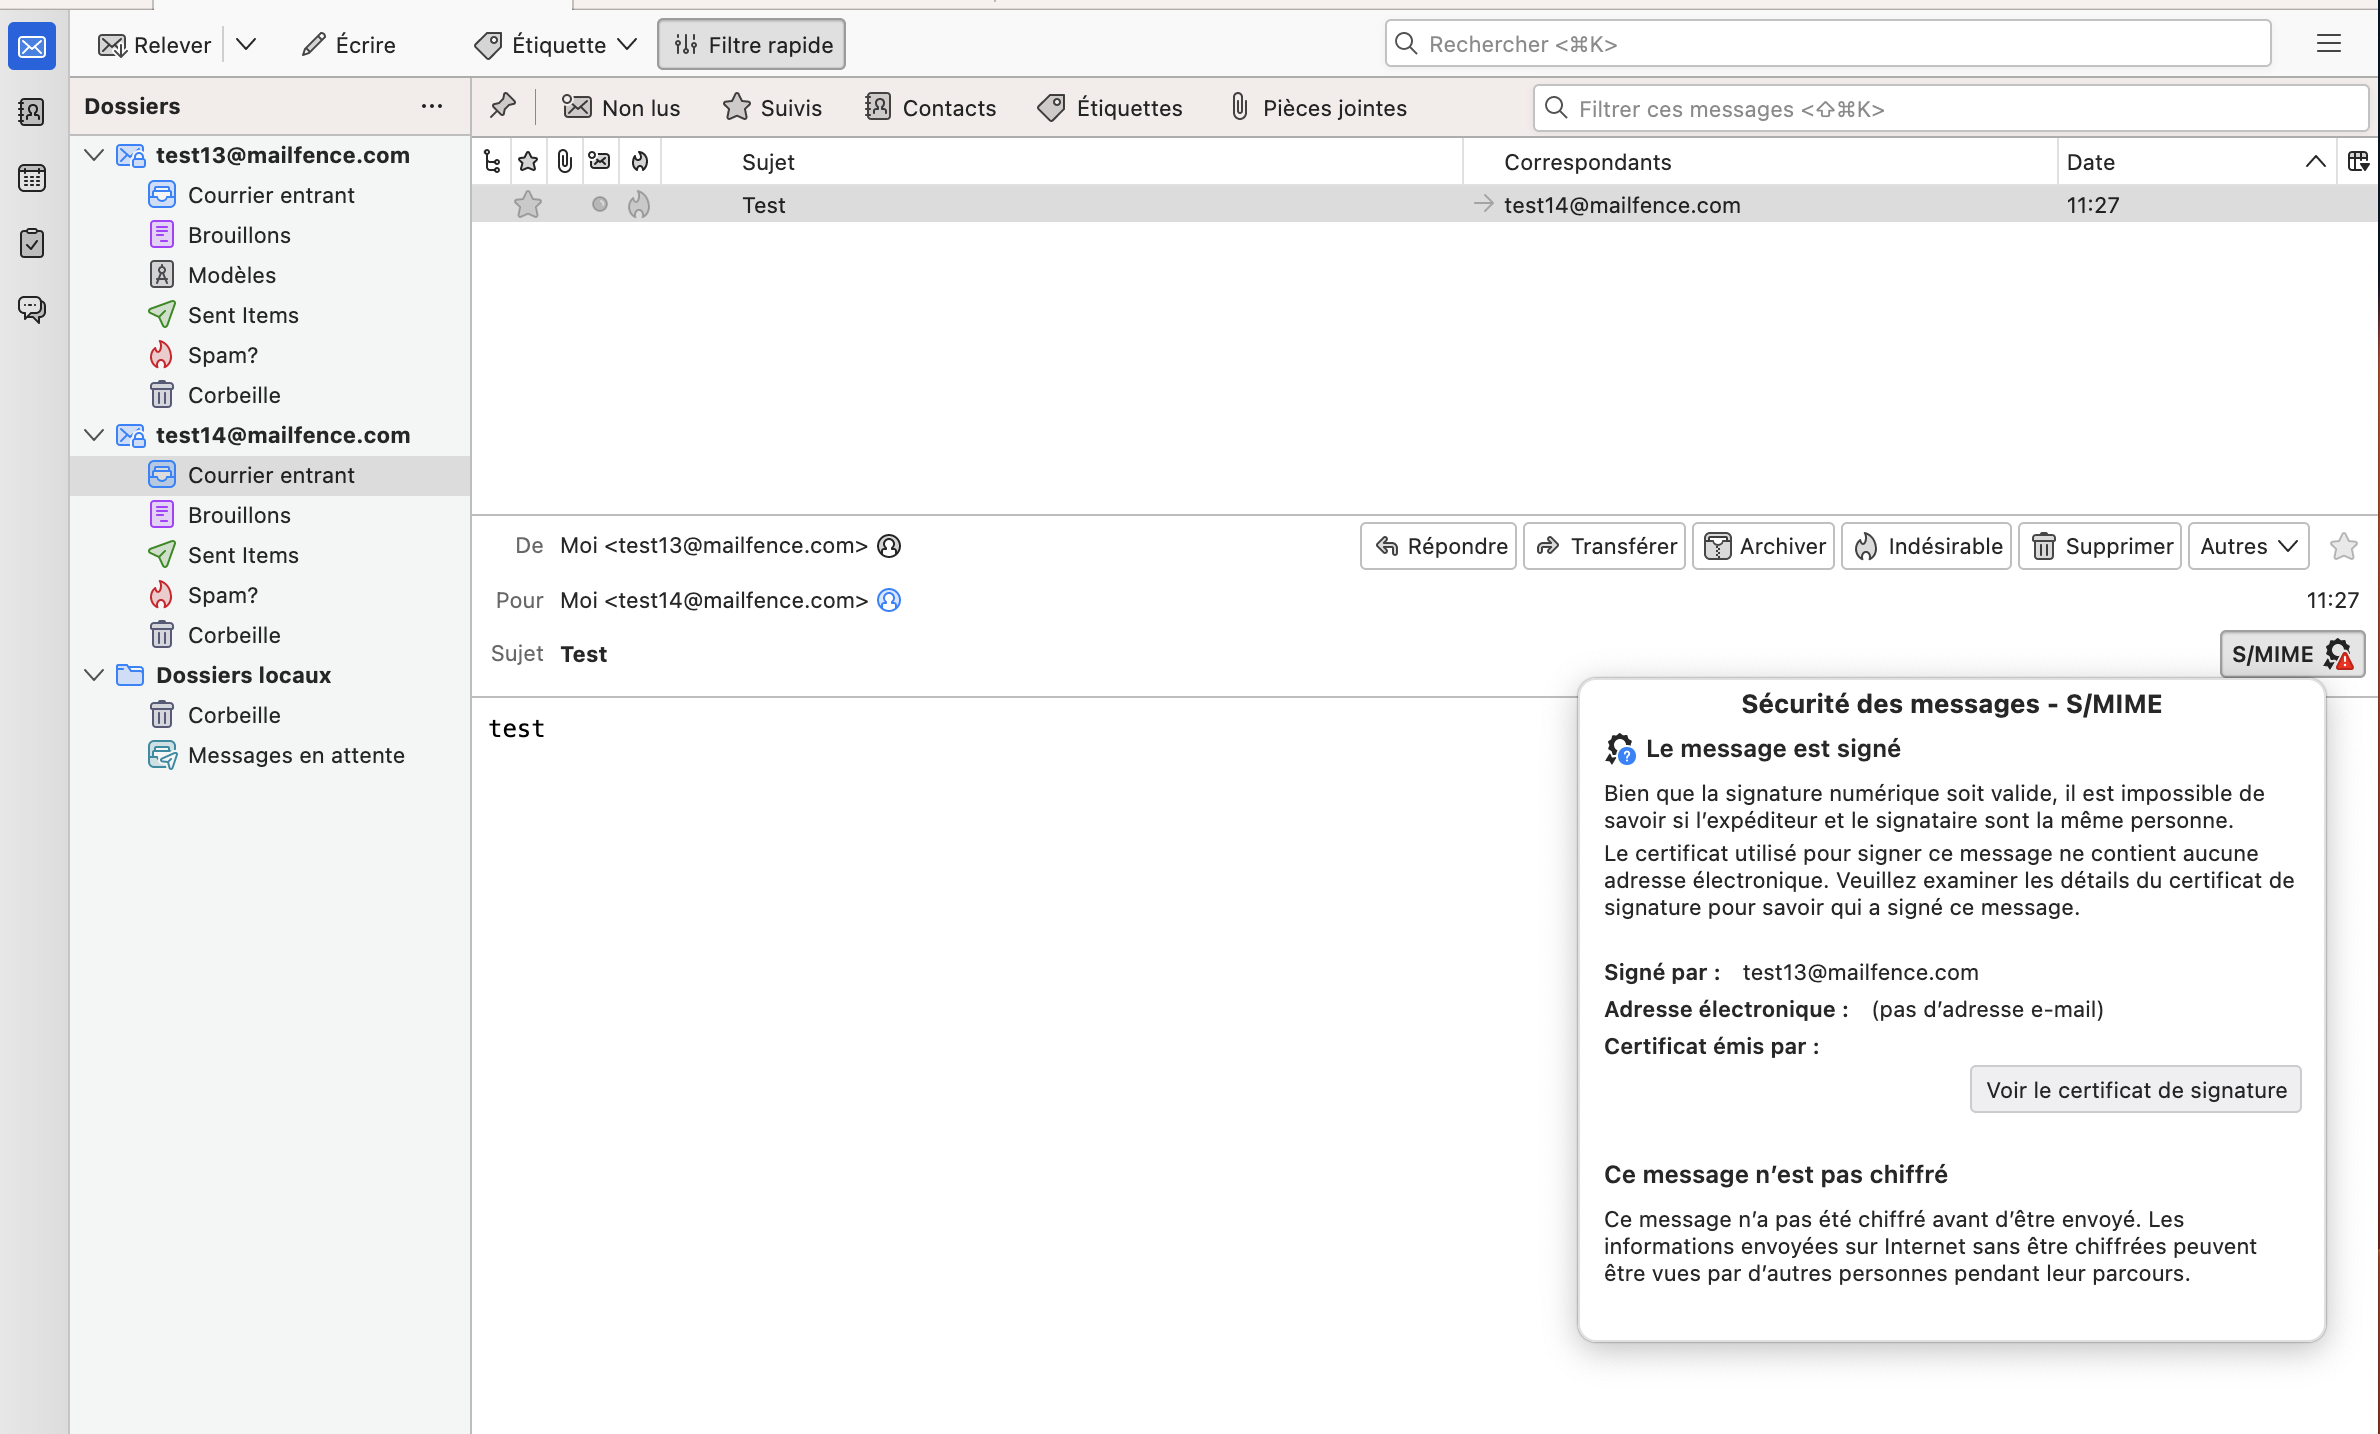 Relever
Écrire
Étiquette
Filtre rapide
Rechercher <⌘K>
Dossiers
Non lus
Suivis
Contacts
Étiquettes
Pièces jointes
Filtrer ces messages <⇧⌘K>
test13@mailfence.com
Courrier entrant
Brouillons
Modèles
Sent Items
Spam?
Corbeille
test14@mailfence.com
Courrier entrant
Brouillons
Sent Items
Spam?
Corbeille
Dossiers locaux
Corbeille
Messages en attente
Sujet
Correspondants
Date
Test
test14@mailfence.com
11:27
De Moi <test13@mailfence.com>
Répondre
Transférer
Archiver
Indésirable
Supprimer
Autres
Pour Moi <test14@mailfence.com>
11:27
Sujet Test
S/MIME
test
Sécurité des messages - S/MIME
Le message est signé
Bien que la signature numérique soit valide, il est impossible de
savoir si l’expéditeur et le signataire sont la même personne.
Le certificat utilisé pour signer ce message ne contient aucune
adresse électronique. Veuillez examiner les détails du certificat de
signature pour savoir qui a signé ce message.
Signé par : test13@mailfence.com
Adresse électronique : (pas d’adresse e-mail)
Certificat émis par :
Voir le certificat de signature
Ce message n’est pas chiffré
Ce message n’a pas été chiffré avant d’être envoyé. Les
informations envoyées sur Internet sans être chiffrées peuvent
être vues par d’autres personnes pendant leur parcours.